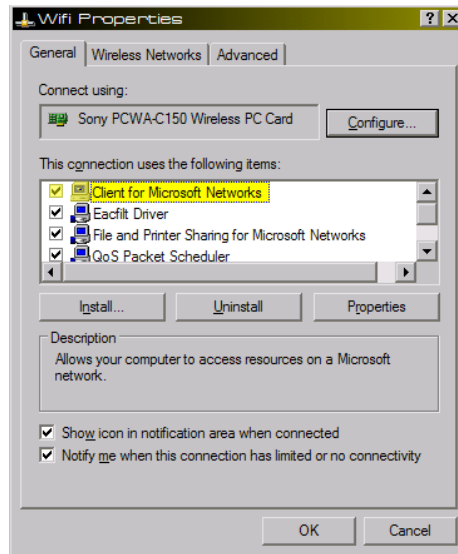 Wifi Properties
General
Wireless Networks
Advanced
Connect using:
Sony PCWA-C150 Wireless PC Card
Configure...
This connection uses the following items:
Client for Microsoft Networks
Eacfilt Driver
File and Printer Sharing for Microsoft Networks
QoS Packet Scheduler
Install...
Uninstall
Properties
Description
Allows your computer to access resources on a Microsoft
network.
Show icon in notification area when connected
Notify me when this connection has limited or no connectivity
OK
Cancel